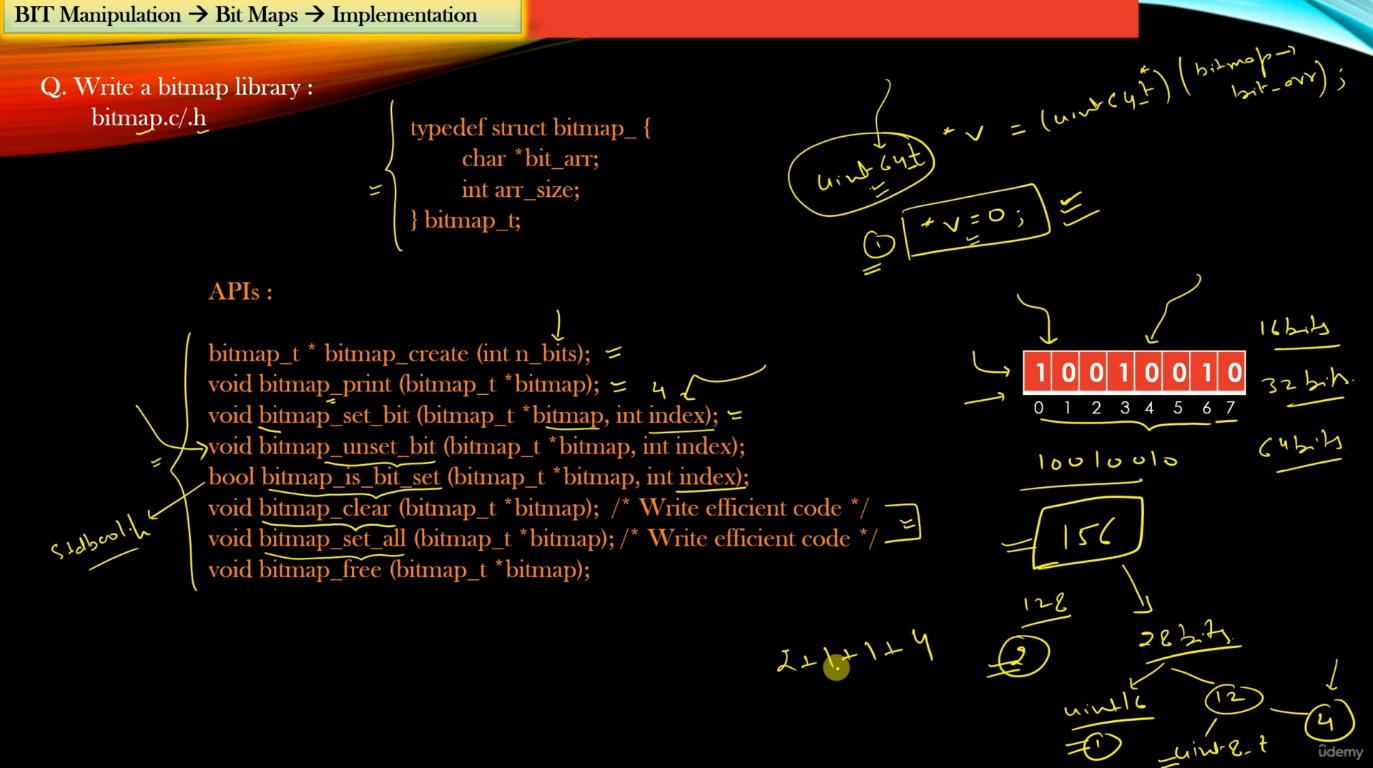 BIT Manipulation → Bit Maps → Implementation
Q. Write a bitmap library :
bitmap.c/.h
typedef struct bitmap_ {
char *bit_arr;
int arr_size;
} bitmap_t;
=
uint64_t *v = (uint64_t*) (bitmap→
bit_arr);
① *v = 0;
APIs :
bitmap_t * bitmap_create (int n_bits); =
void bitmap_print (bitmap_t *bitmap); = 4
void bitmap_set_bit (bitmap_t *bitmap, int index); =
void bitmap_unset_bit (bitmap_t *bitmap, int index);
= bool bitmap_is_bit_set (bitmap_t *bitmap, int index);
void bitmap_clear (bitmap_t *bitmap); /* Write efficient code */
void bitmap_set_all (bitmap_t *bitmap); /* Write efficient code */ =
void bitmap_free (bitmap_t *bitmap);
stdbool.h
1 0 0 1 0 0 1 0
0 1 2 3 4 5 6 7
16 bits
32 bits.
64 bits
10010010
156
128
2
28 bits.
uint16
①
12
uint8_t
4
2+1+1+4
ûdemy